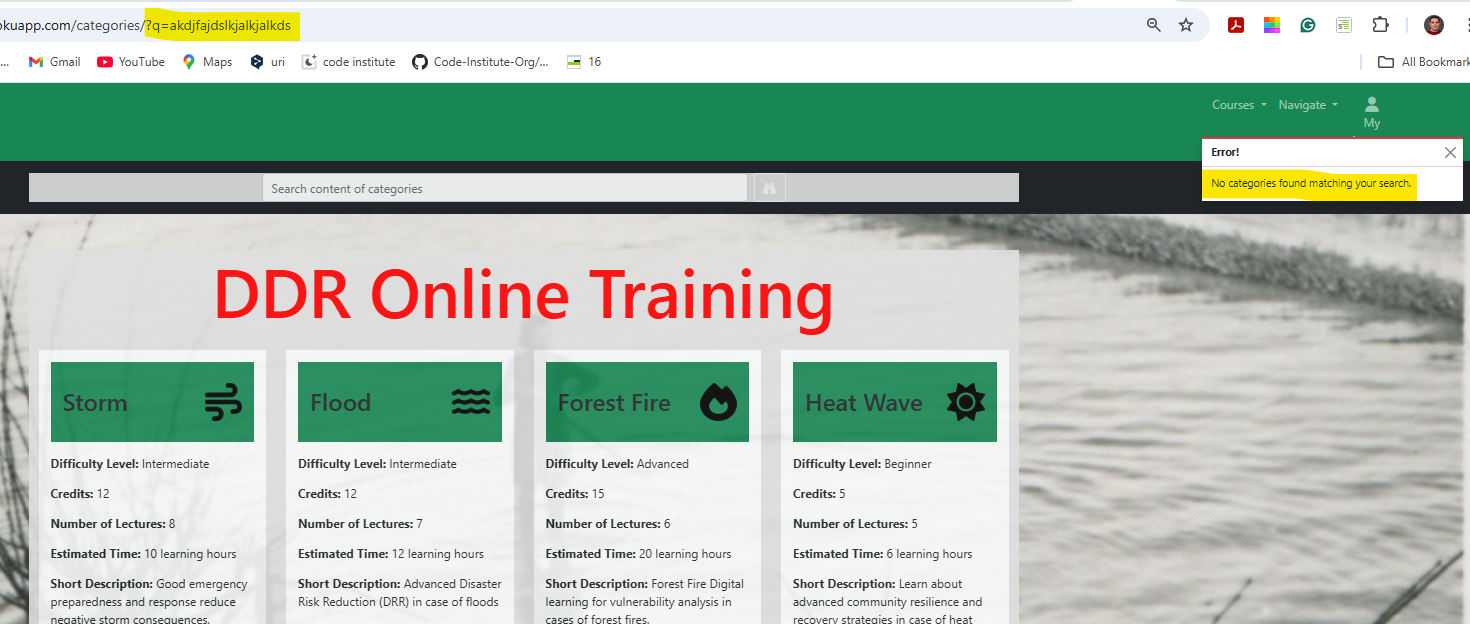 okuapp.com/categories/?q=akdjfajdslkjalkjalkds
... Gmail YouTube Maps uri code institute Code-Institute-Org/... 16 All Bookmark
Courses Navigate
My
Error!
No categories found matching your search.
Search content of categories
DDR Online Training
Storm
Difficulty Level: Intermediate
Credits: 12
Number of Lectures: 8
Estimated Time: 10 learning hours
Short Description: Good emergency
preparedness and response reduce
negative storm consequences.
Flood
Difficulty Level: Intermediate
Credits: 12
Number of Lectures: 7
Estimated Time: 12 learning hours
Short Description: Advanced Disaster
Risk Reduction (DRR) in case of floods
Forest Fire
Difficulty Level: Advanced
Credits: 15
Number of Lectures: 6
Estimated Time: 20 learning hours
Short Description: Forest Fire Digital
learning for vulnerability analysis in
cases of forest fires.
Heat Wave
Difficulty Level: Beginner
Credits: 5
Number of Lectures: 5
Estimated Time: 6 learning hours
Short Description: Learn about
advanced community resilience and
recovery strategies in case of heat